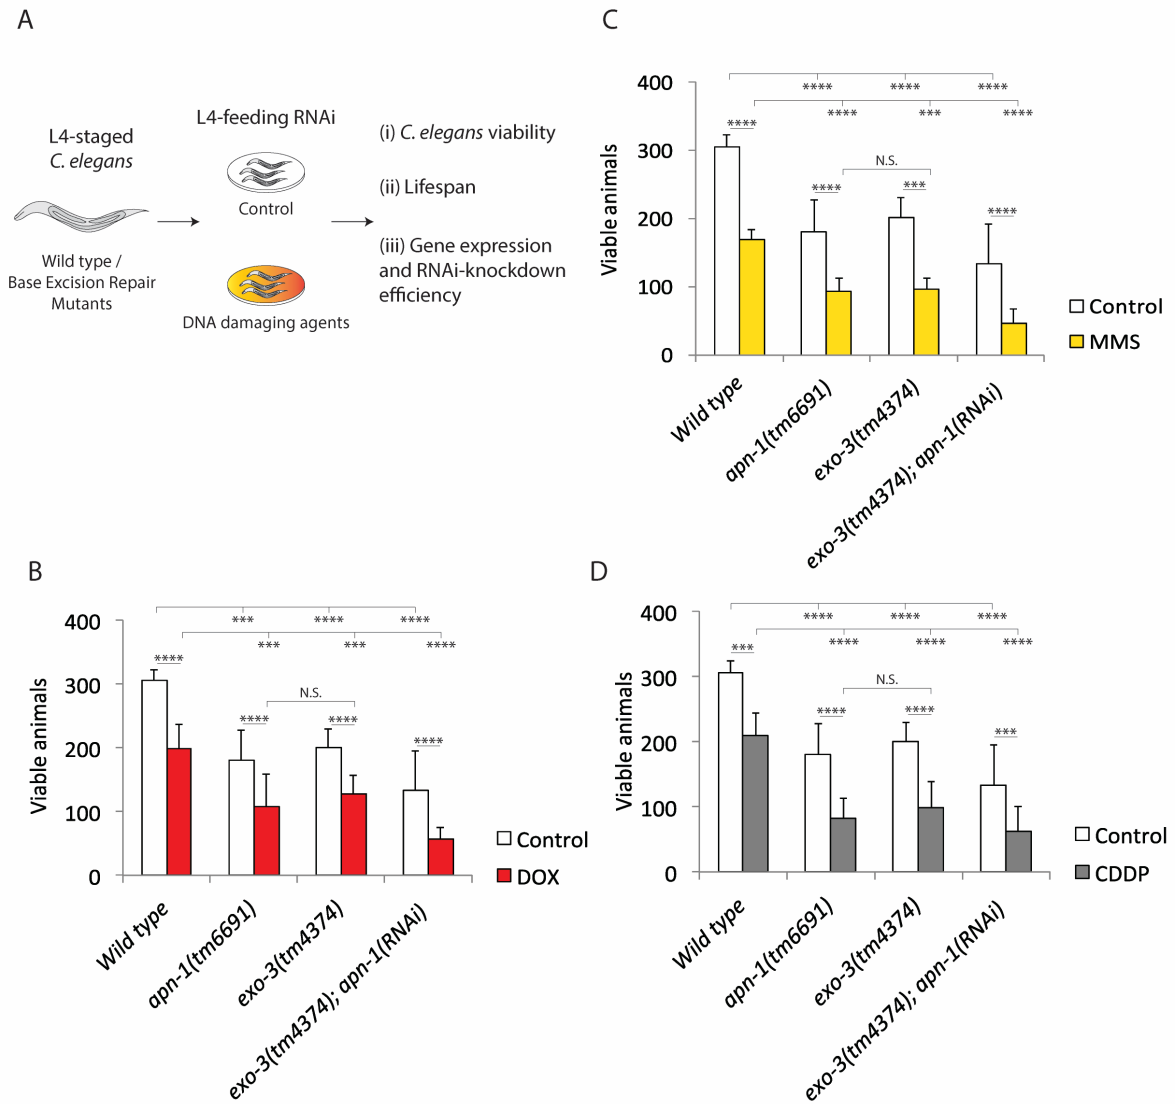 A
L4-staged
C. elegans
Wild type /
Base Excision Repair
Mutants
L4-feeding RNAi
Control
DNA damaging agents
(i) C. elegans viability
(ii) Lifespan
(iii) Gene expression
and RNAi-knockdown
efficiency
C
Viable animals
400
300
200
100
0
**** **** ****
**** *** ****
****
N.S.
****
***
****
Wild type
apn-1(tm6691)
exo-3(tm4374)
exo-3(tm4374); apn-1(RNAi)
Control
MMS
B
Viable animals
400
300
200
100
0
*** **** ****
*** *** ****
****
N.S.
****
****
****
Wild type
apn-1(tm6691)
exo-3(tm4374)
exo-3(tm4374); apn-1(RNAi)
Control
DOX
D
Viable animals
400
300
200
100
0
**** **** ****
**** **** ****
***
N.S.
****
****
***
Wild type
apn-1(tm6691)
exo-3(tm4374)
exo-3(tm4374); apn-1(RNAi)
Control
CDDP